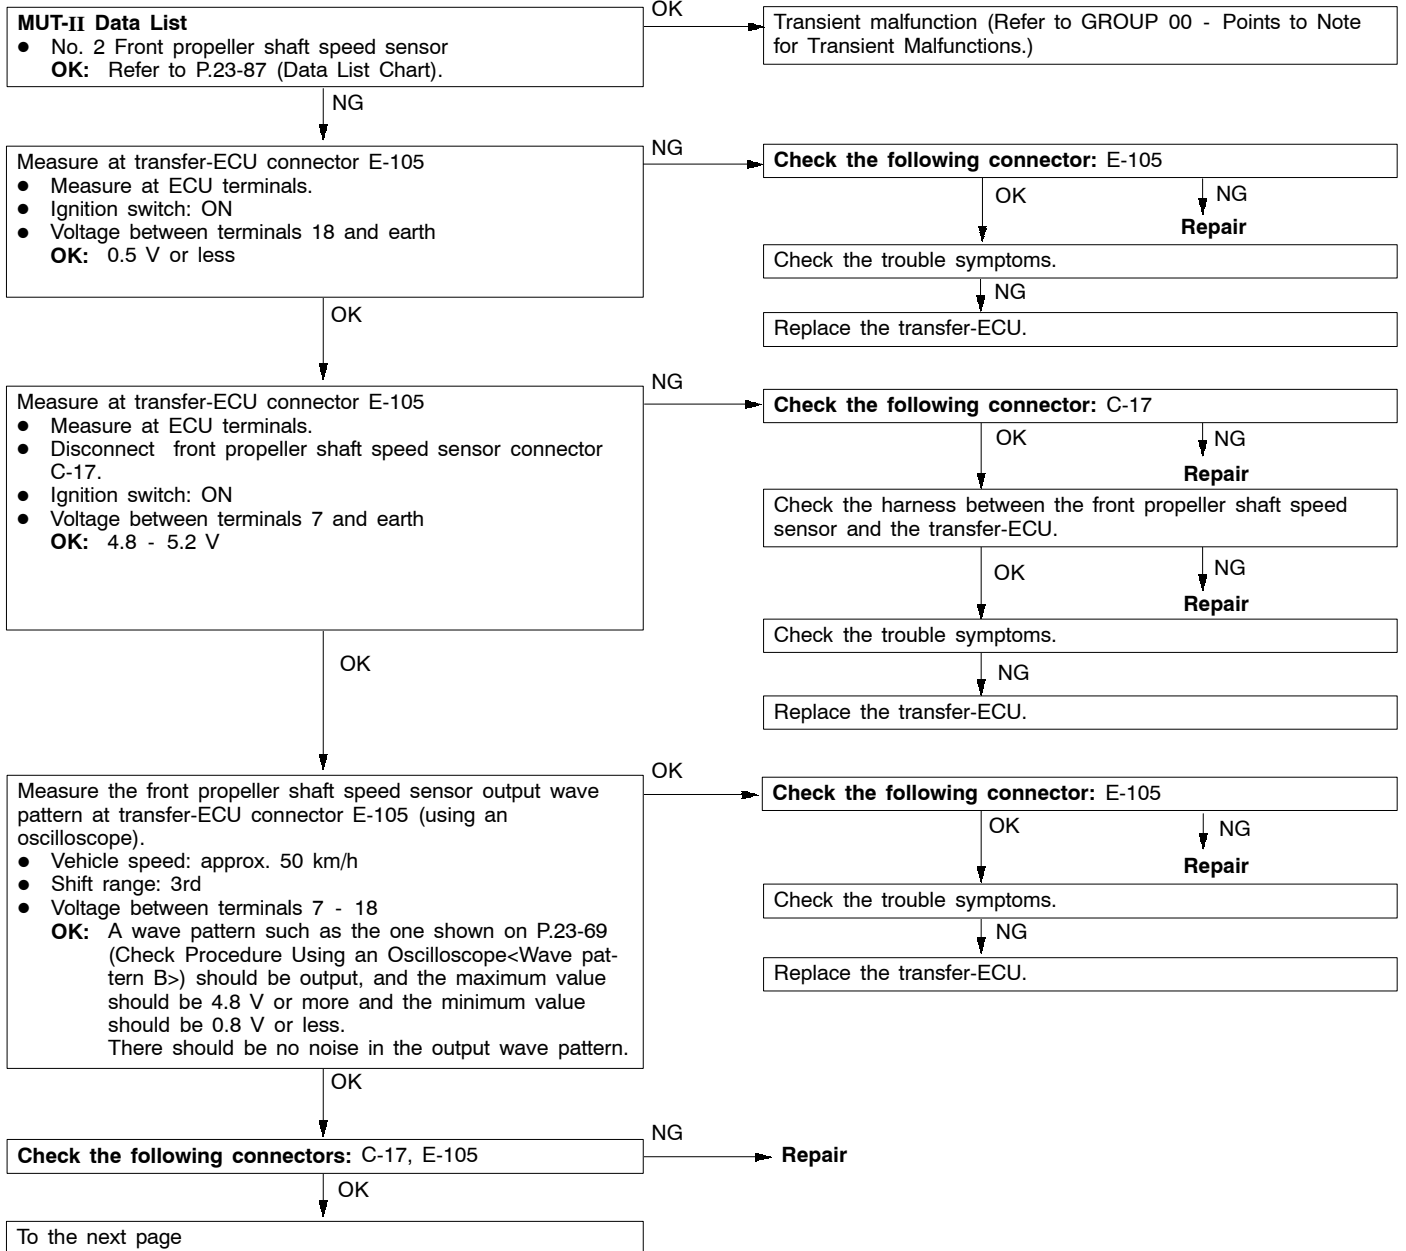 MUT-II Data List
● No. 2 Front propeller shaft speed sensor
OK: Refer to P.23-87 (Data List Chart).
OK
Transient malfunction (Refer to GROUP 00 - Points to Note
for Transient Malfunctions.)
NG
Measure at transfer-ECU connector E-105
● Measure at ECU terminals.
● Ignition switch: ON
● Voltage between terminals 18 and earth
OK: 0.5 V or less
NG
Check the following connector: E-105
OK
NG
Repair
Check the trouble symptoms.
NG
Replace the transfer-ECU.
OK
Measure at transfer-ECU connector E-105
● Measure at ECU terminals.
● Disconnect front propeller shaft speed sensor connector
C-17.
● Ignition switch: ON
● Voltage between terminals 7 and earth
OK: 4.8 - 5.2 V
NG
Check the following connector: C-17
OK
NG
Repair
Check the harness between the front propeller shaft speed
sensor and the transfer-ECU.
OK
NG
Repair
Check the trouble symptoms.
NG
Replace the transfer-ECU.
OK
Measure the front propeller shaft speed sensor output wave
pattern at transfer-ECU connector E-105 (using an
oscilloscope).
● Vehicle speed: approx. 50 km/h
● Shift range: 3rd
● Voltage between terminals 7 - 18
OK: A wave pattern such as the one shown on P.23-69
(Check Procedure Using an Oscilloscope<Wave pat-
tern B>) should be output, and the maximum value
should be 4.8 V or more and the minimum value
should be 0.8 V or less.
There should be no noise in the output wave pattern.
OK
Check the following connector: E-105
OK
NG
Repair
Check the trouble symptoms.
NG
Replace the transfer-ECU.
OK
Check the following connectors: C-17, E-105
NG
Repair
OK
To the next page